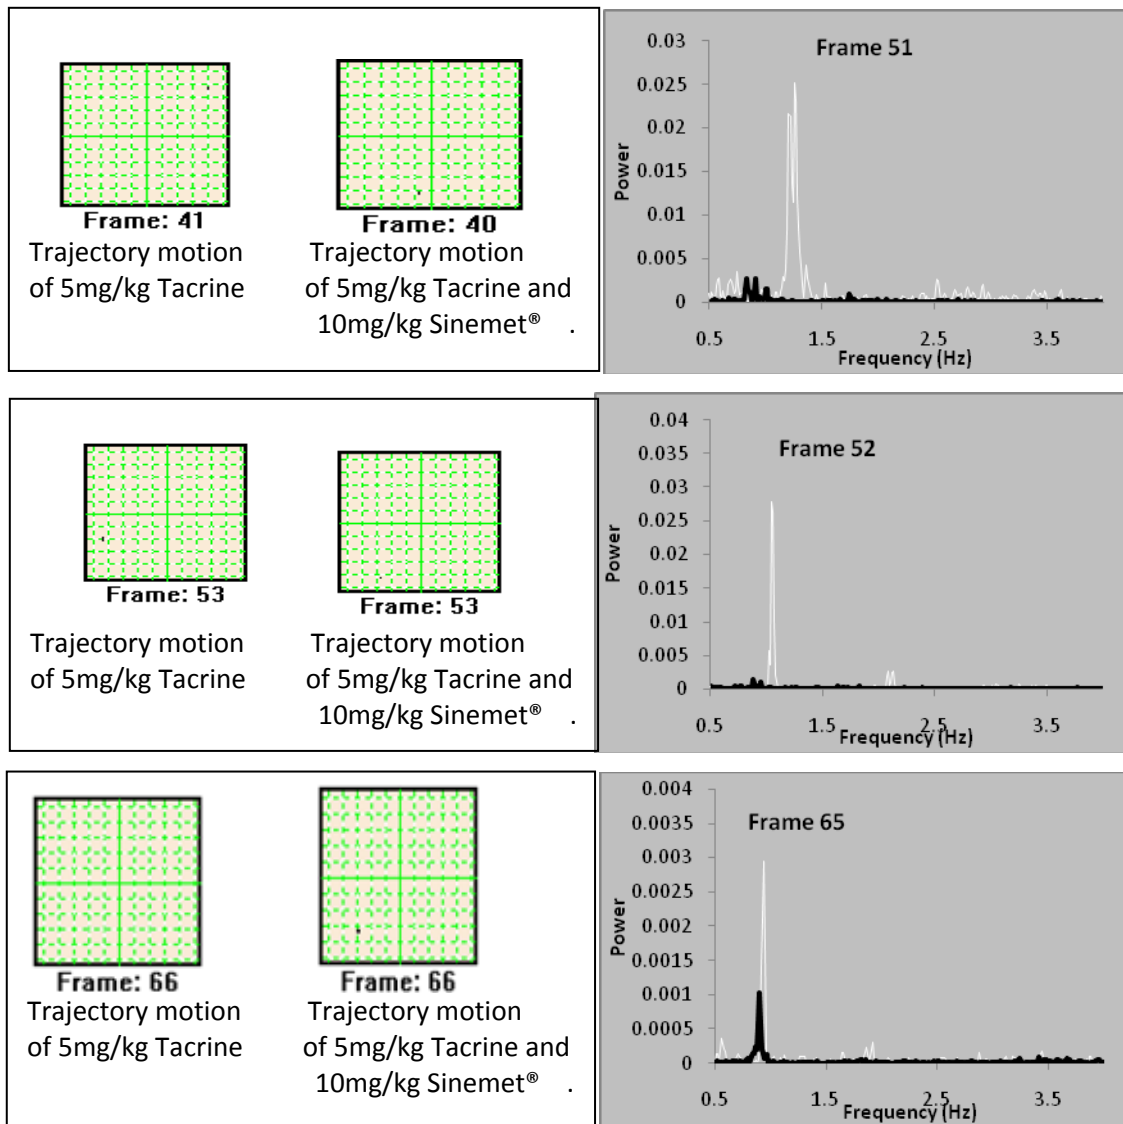 Frame: 41
Trajectory motion
of 5mg/kg Tacrine
Frame: 40
Trajectory motion
of 5mg/kg Tacrine and
10mg/kg Sinemet® .
Frame 51
0.03
0.025
0.02
0.015
0.01
0.005
0
Power
0.5 1.5 2.5 3.5
Frequency (Hz)
Frame: 53
Trajectory motion
of 5mg/kg Tacrine
Frame: 53
Trajectory motion
of 5mg/kg Tacrine and
10mg/kg Sinemet® .
Frame 52
0.04
0.03
0.025
0.02
0.015
0.01
0.005
0
Power
0.5 1.5 2.5 3.5
Frequency (Hz)
Frame: 66
Trajectory motion
of 5mg/kg Tacrine
Frame: 66
Trajectory motion
of 5mg/kg Tacrine and
10mg/kg Sinemet® .
Frame 65
0.004
0.0035
0.003
0.0025
0.002
0.0015
0.001
0.0005
0
Power
0.5 1.5 2.5 3.5
Frequency (Hz)